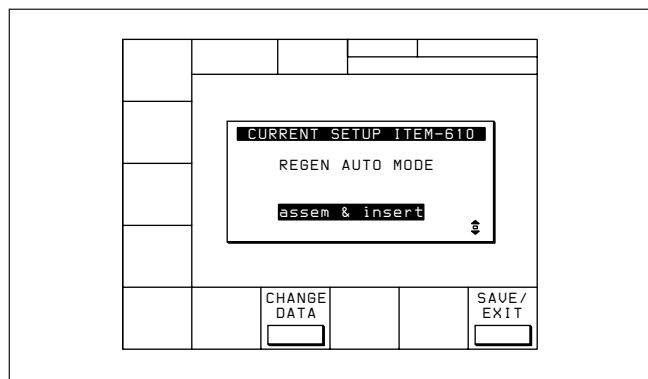 CURRENT SETUP ITEM-610
REGEN AUTO MODE
assem & insert
CHANGE
DATA
SAVE/
EXIT